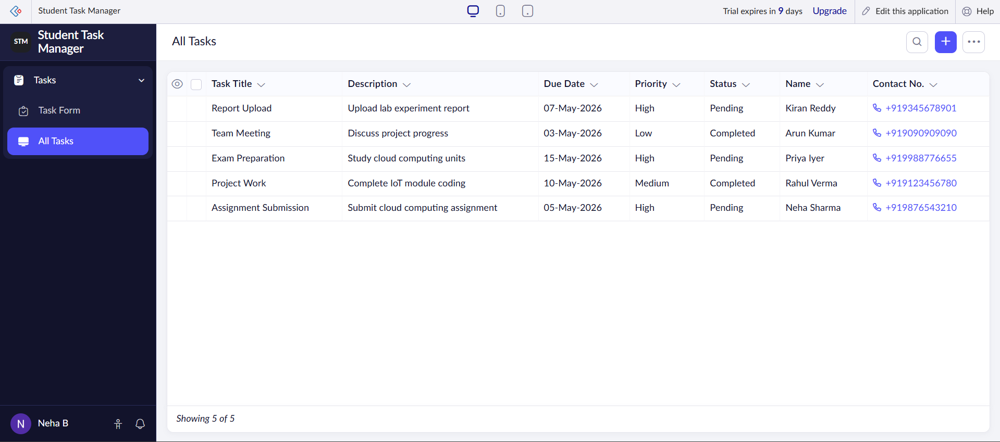 Student Task Manager
Trial expires in 9 days Upgrade Edit this application Help
STM Student Task
Manager
Tasks
Task Form
All Tasks
Neha B
N
All Tasks
Task Title Description Due Date Priority Status Name Contact No.
Report Upload Upload lab experiment report 07-May-2026 High Pending Kiran Reddy +919345678901
Team Meeting Discuss project progress 03-May-2026 Low Completed Arun Kumar +919090909090
Exam Preparation Study cloud computing units 15-May-2026 High Pending Priya Iyer +919988776655
Project Work Complete IoT module coding 10-May-2026 Medium Completed Rahul Verma +919123456780
Assignment Submission Submit cloud computing assignment 05-May-2026 High Pending Neha Sharma +919876543210
Showing 5 of 5